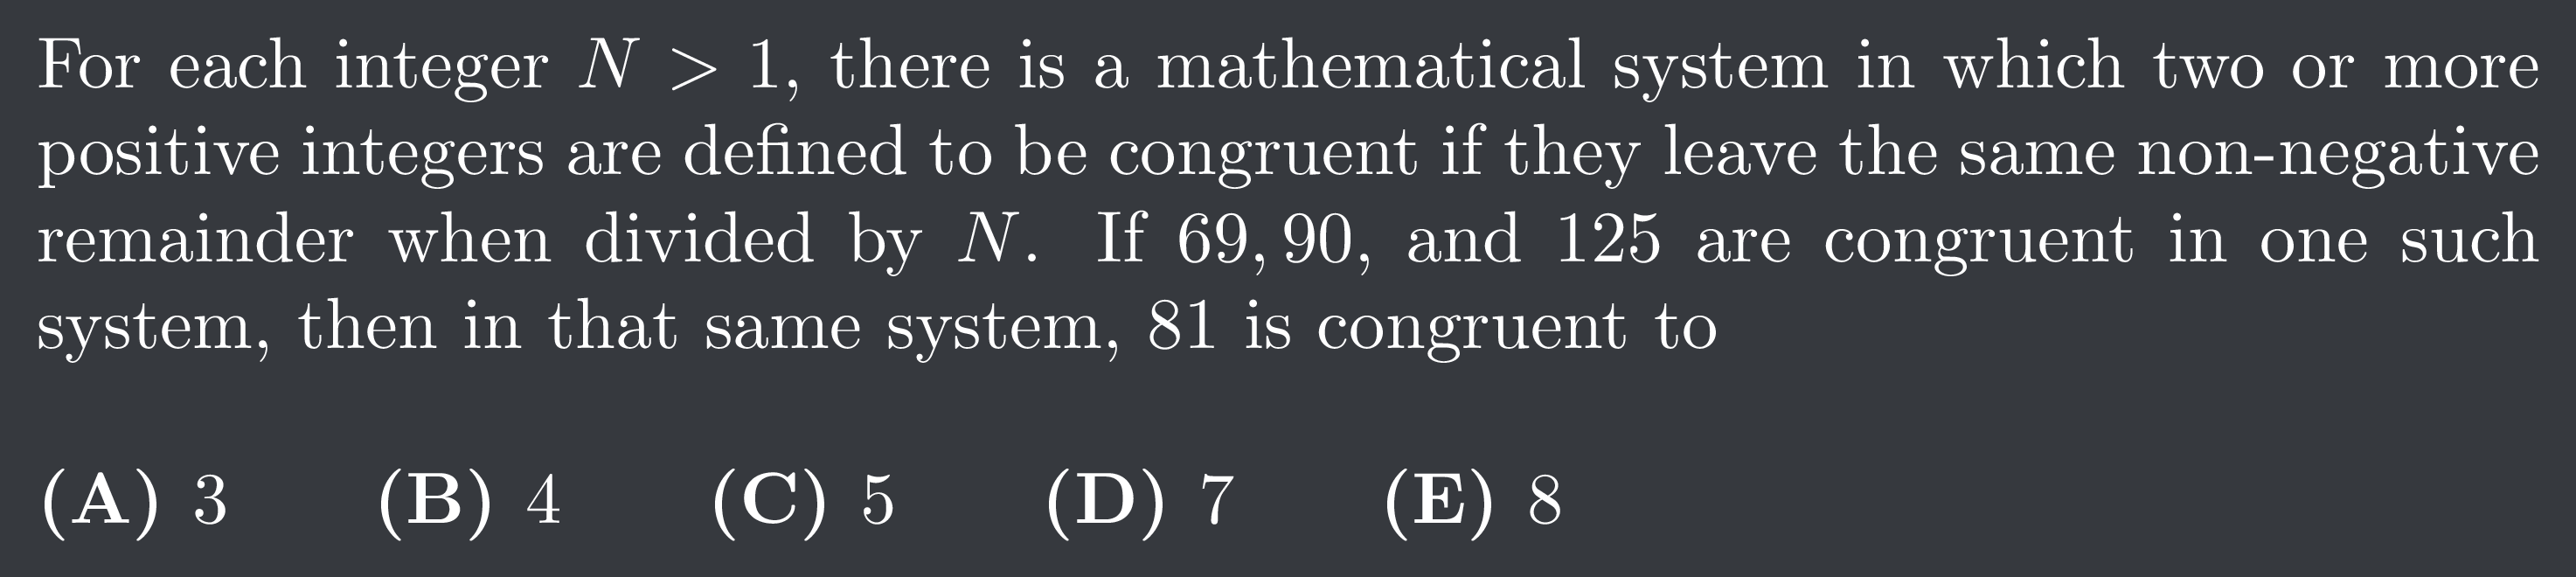 For each integer $N > 1$, there is a mathematical system in which two or more
positive integers are defined to be congruent if they leave the same non-negative
remainder when divided by $N$. If $69, 90,$ and $125$ are congruent in one such
system, then in that same system, $81$ is congruent to
(A) 3 (B) 4 (C) 5 (D) 7 (E) 8